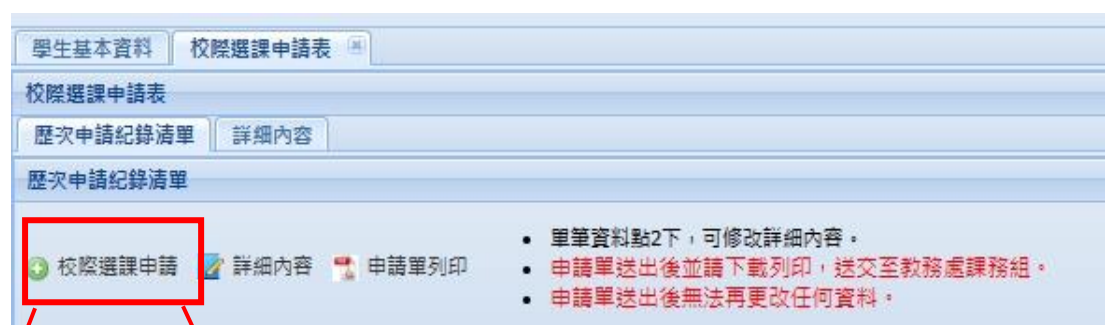 學生基本資料 校際選課申請表
校際選課申請表
歷次申請紀錄清單 詳細內容
歷次申請紀錄清單
校際選課申請 詳細內容 申請單列印
• 單筆資料點2下，可修改詳細內容。
• 申請單送出後並請下載列印，送交至教務處課務組。
• 申請單送出後無法再更改任何資料。